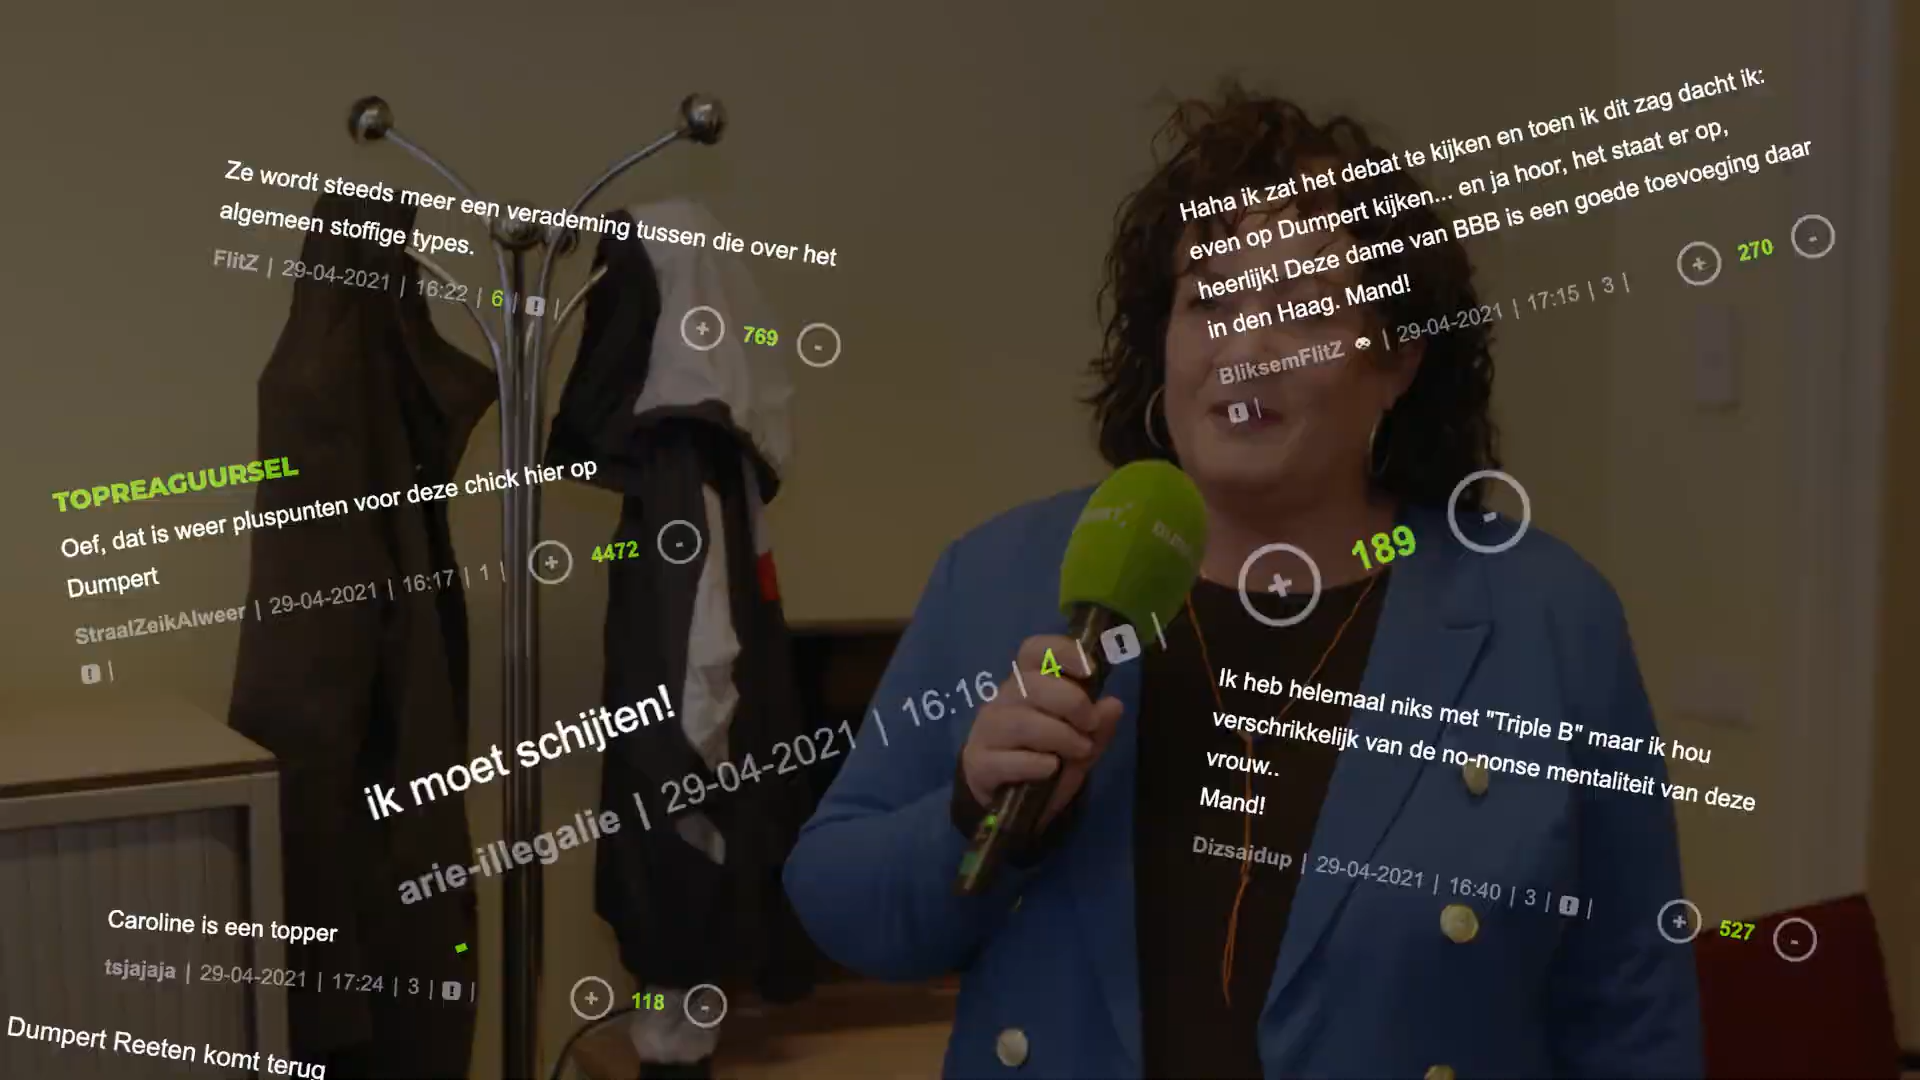 Ze wordt steeds meer een verademing tussen die over het
algemeen stoffige types.
FlitZ | 29-04-2021 | 16:22 | 6 | ! |
+ 769 -
Haha ik zat het debat te kijken en toen ik dit zag dacht ik:
even op Dumpert kijken... en ja hoor, het staat er op,
heerlijk! Deze dame van BBB is een goede toevoeging daar
in den Haag. Mand!
BliksemFlitZ | 29-04-2021 | 17:15 | 3 |
! |
+ 270 -
TOPREAGUURSEL
Oef, dat is weer pluspunten voor deze chick hier op
Dumpert
StraalZeikAlweer | 29-04-2021 | 16:17 | 1 |
! |
+ 4472 -
ik moet schijten!
arie-illegalie | 29-04-2021 | 16:16 | 4 | ! |
+ 189 -
Ik heb helemaal niks met "Triple B" maar ik hou
verschrikkelijk van de no-nonse mentaliteit van deze
vrouw..
Mand!
Dizsaidup | 29-04-2021 | 16:40 | 3 | ! |
+ 527 -
Caroline is een topper
tsjajaja | 29-04-2021 | 17:24 | 3 | ! |
+ 118 -
Dumpert Reeten komt terug